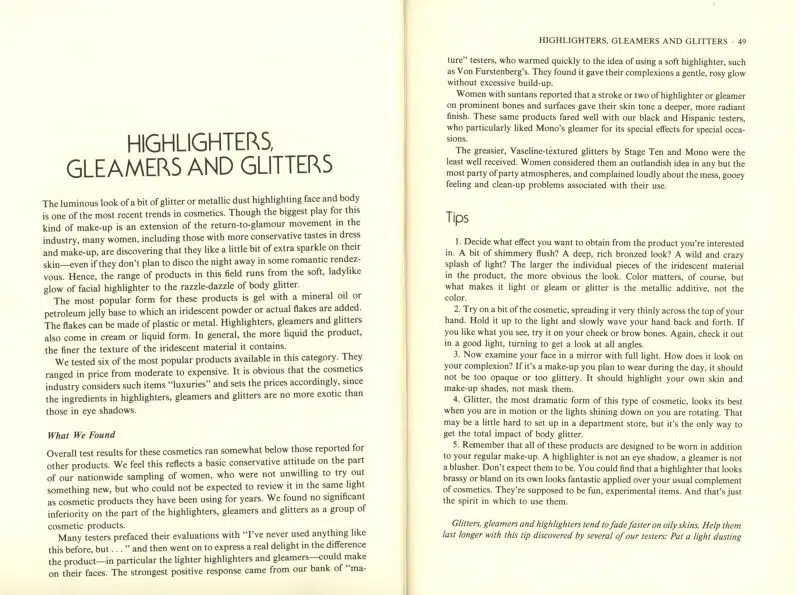 HIGHLIGHTERS,
GLEAMERS AND GLITTERS
The luminous look of a bit of glitter or metallic dust highlighting face and body
is one of the most recent trends in cosmetics. Though the biggest play for this
kind of make-up is an extension of the return-to-glamour movement in the
industry, many women, including those with more conservative tastes in dress
and make-up, are discovering that they like a little bit of extra sparkle on their
skin—even if they don't plan to disco the night away in some romantic rendez-
vous. Hence, the range of products in this field runs from the soft, ladylike
glow of facial highlighter to the razzle-dazzle of body glitter.
The most popular form for these products is gel with a mineral oil or
petroleum jelly base to which an iridescent powder or actual flakes are added.
The flakes can be made of plastic or metal. Highlighters, gleamers and glitters
also come in cream or liquid form. In general, the more liquid the product,
the finer the texture of the iridescent material it contains.
We tested six of the most popular products available in this category. They
ranged in price from moderate to expensive. It is obvious that the cosmetics
industry considers such items "luxuries" and sets the prices accordingly, since
the ingredients in highlighters, gleamers and glitters are no more exotic than
those in eye shadows.
What We Found
Overall test results for these cosmetics ran somewhat below those reported for
other products. We feel this reflects a basic conservative attitude on the part
of our nationwide sampling of women, who were not unwilling to try out
something new, but who could not be expected to review it in the same light
as cosmetic products they have been using for years. We found no significant
inferiority on the part of the highlighters, gleamers and glitters as a group of
cosmetic products.
Many testers prefaced their evaluations with "I've never used anything like
this before, but . . . " and then went on to express a real delight in the difference
the product—in particular the lighter highlighters and gleamers—could make
on their faces. The strongest positive response came from our bank of "ma-
HIGHLIGHTERS, GLEAMERS AND GLITTERS · 49
ture" testers, who warmed quickly to the idea of using a soft highlighter, such
as Von Furstenberg's. They found it gave their complexions a gentle, rosy glow
without excessive build-up.
Women with suntans reported that a stroke or two of highlighter or gleamer
on prominent bones and surfaces gave their skin tone a deeper, more radiant
finish. These same products fared well with our black and Hispanic testers,
who particularly liked Mono's gleamer for its special effects for special occa-
sions.
The greasier, Vaseline-textured glitters by Stage Ten and Mono were the
least well received. Women considered them an outlandish idea in any but the
most party of party atmospheres, and complained loudly about the mess, gooey
feeling and clean-up problems associated with their use.
Tips
1. Decide what effect you want to obtain from the product you're interested
in. A bit of shimmery flush? A deep, rich bronzed look? A wild and crazy
splash of light? The larger the individual pieces of the iridescent material
in the product, the more obvious the look. Color matters, of course, but
what makes it light or gleam or glitter is the metallic additive, not the
color.
2. Try on a bit of the cosmetic, spreading it very thinly across the top of your
hand. Hold it up to the light and slowly wave your hand back and forth. If
you like what you see, try it on your cheek or brow bones. Again, check it out
in a good light, turning to get a look at all angles.
3. Now examine your face in a mirror with full light. How does it look on
your complexion? If it's a make-up you plan to wear during the day, it should
not be too opaque or too glittery. It should highlight your own skin and
make-up shades, not mask them.
4. Glitter, the most dramatic form of this type of cosmetic, looks its best
when you are in motion or the lights shining down on you are rotating. That
may be a little hard to set up in a department store, but it's the only way to
get the total impact of body glitter.
5. Remember that all of these products are designed to be worn in addition
to your regular make-up. A highlighter is not an eye shadow, a gleamer is not
a blusher. Don't expect them to be. You could find that a highlighter that looks
brassy or bland on its own looks fantastic applied over your usual complement
of cosmetics. They're supposed to be fun, experimental items. And that's just
the spirit in which to use them.
Glitters, gleamers and highlighters tend to fade faster on oily skins. Help them
last longer with this tip discovered by several of our testers: Pat a light dusting